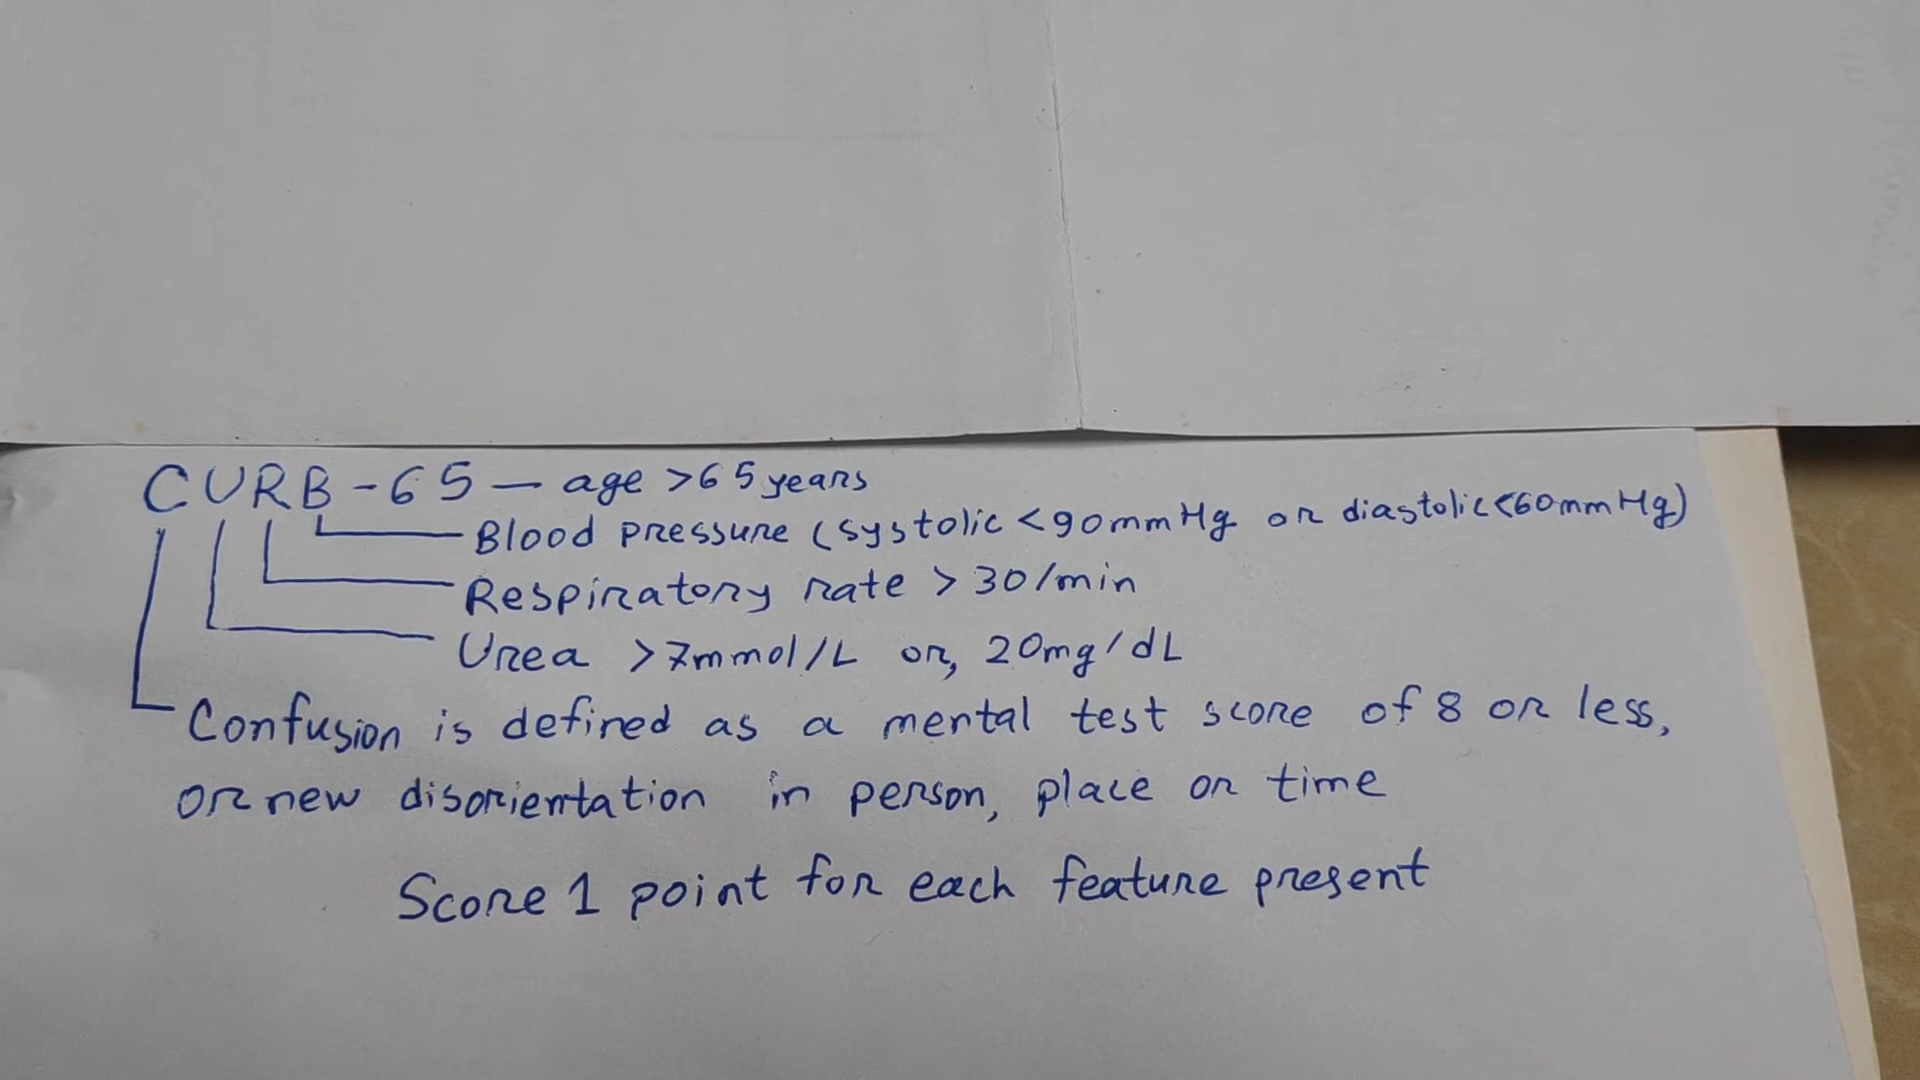 CURB-65 — age >65 years
Blood pressure (systolic <90mmHg or diastolic <60mmHg)
Respiratory rate > 30/min
Urea >7mmol/L or, 20mg/dL
Confusion is defined as a mental test score of 8 or less,
or new disorientation in person, place or time
Score 1 point for each feature present